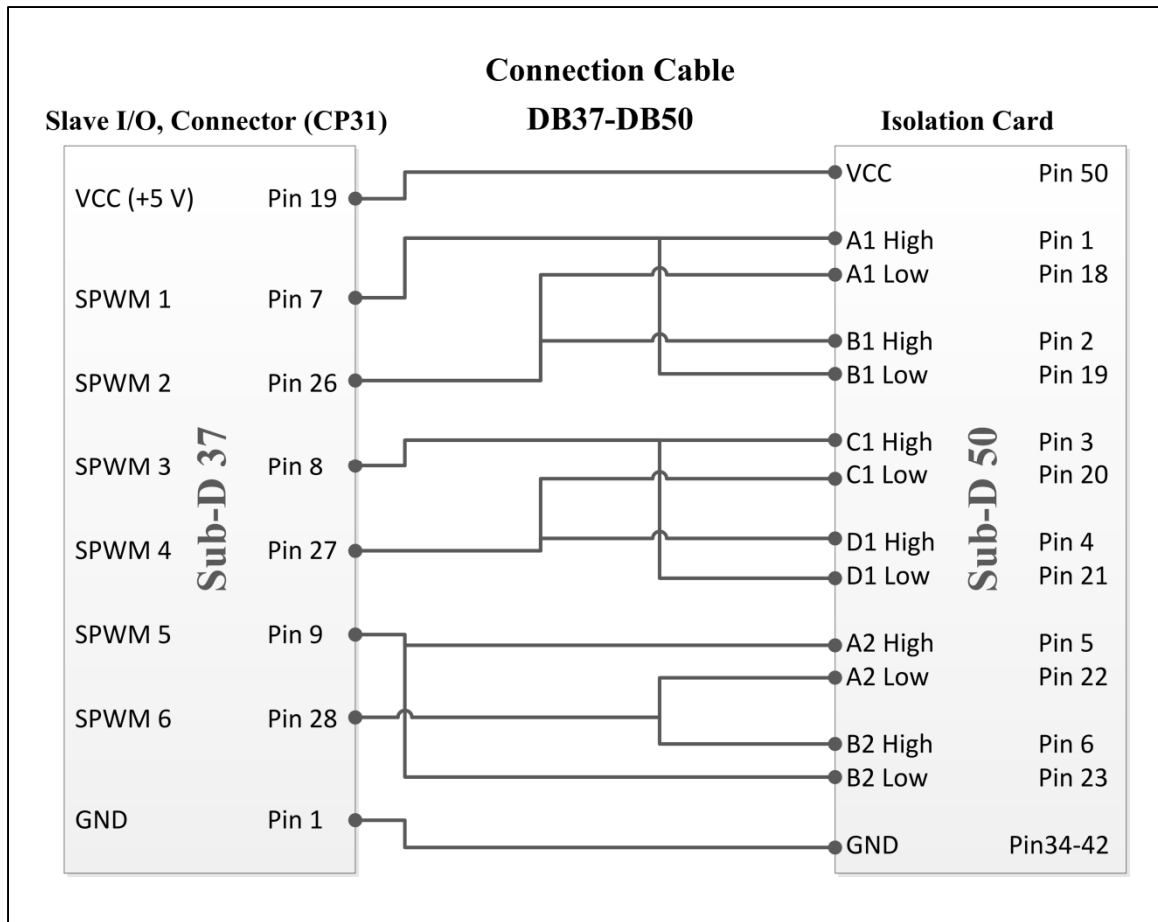 Connection Cable
DB37-DB50
Slave I/O, Connector (CP31)
Isolation Card
VCC (+5 V) Pin 19
SPWM 1 Pin 7
SPWM 2 Pin 26
SPWM 3 Pin 8
SPWM 4 Pin 27
SPWM 5 Pin 9
SPWM 6 Pin 28
GND Pin 1
Sub-D 37
VCC Pin 50
A1 High Pin 1
A1 Low Pin 18
B1 High Pin 2
B1 Low Pin 19
C1 High Pin 3
C1 Low Pin 20
D1 High Pin 4
D1 Low Pin 21
A2 High Pin 5
A2 Low Pin 22
B2 High Pin 6
B2 Low Pin 23
GND Pin34-42
Sub-D 50